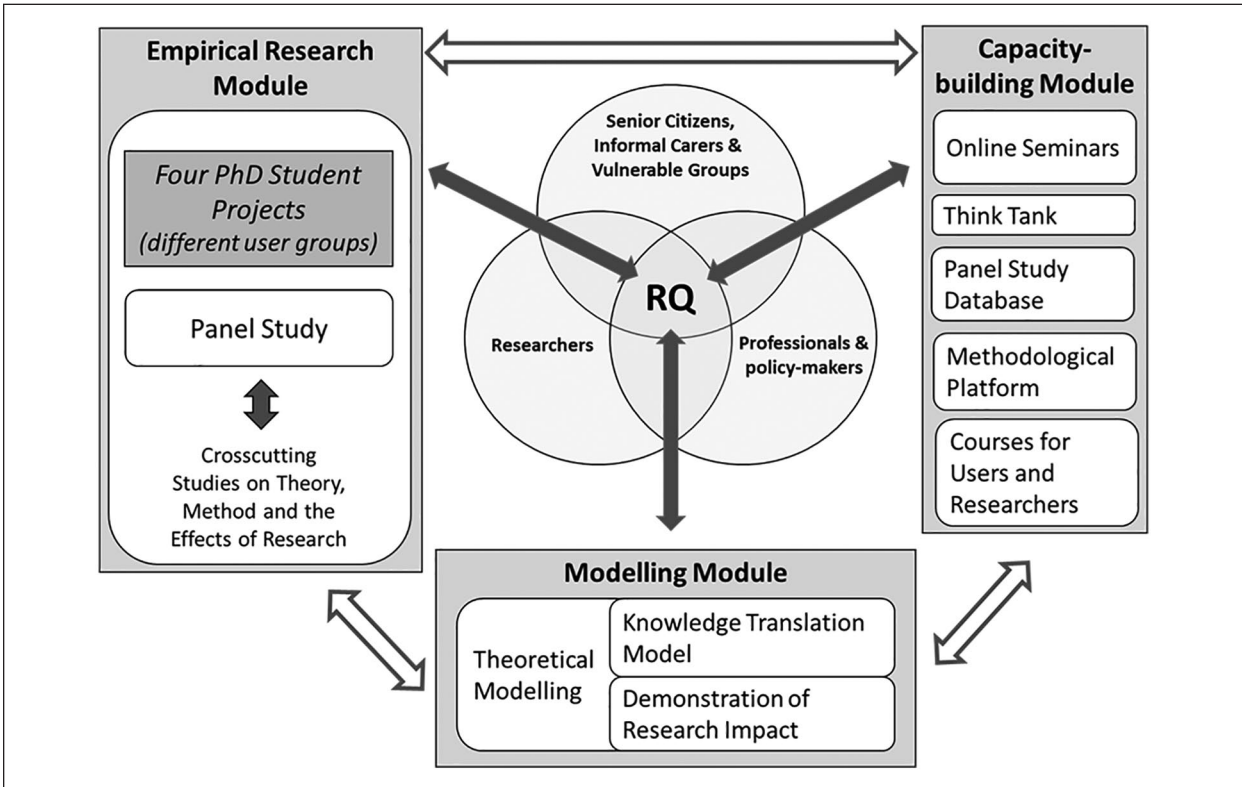 Empirical Research
Module
Four PhD Student
Projects
(different user groups)
Panel Study
Crosscutting
Studies on Theory,
Method and the
Effects of Research
Senior Citizens,
Informal Carers &
Vulnerable Groups
RQ
Researchers
Professionals &
policy-makers
Capacity-
building Module
Online Seminars
Think Tank
Panel Study
Database
Methodological
Platform
Courses for
Users and
Researchers
Modelling Module
Theoretical
Modelling
Knowledge Translation
Model
Demonstration of
Research Impact